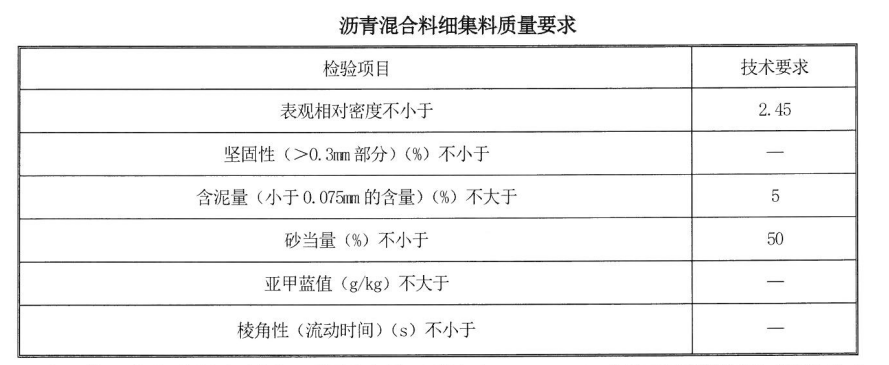 沥青混合料细集料质量要求
检验项目 技术要求
表观相对密度不小于 2.45
坚固性（＞0.3mm部分）（%）不小于 —
含泥量（小于0.075mm的含量）（%）不大于 5
砂当量（%）不小于 50
亚甲蓝值（g/kg）不大于 —
棱角性（流动时间）（s）不小于 —